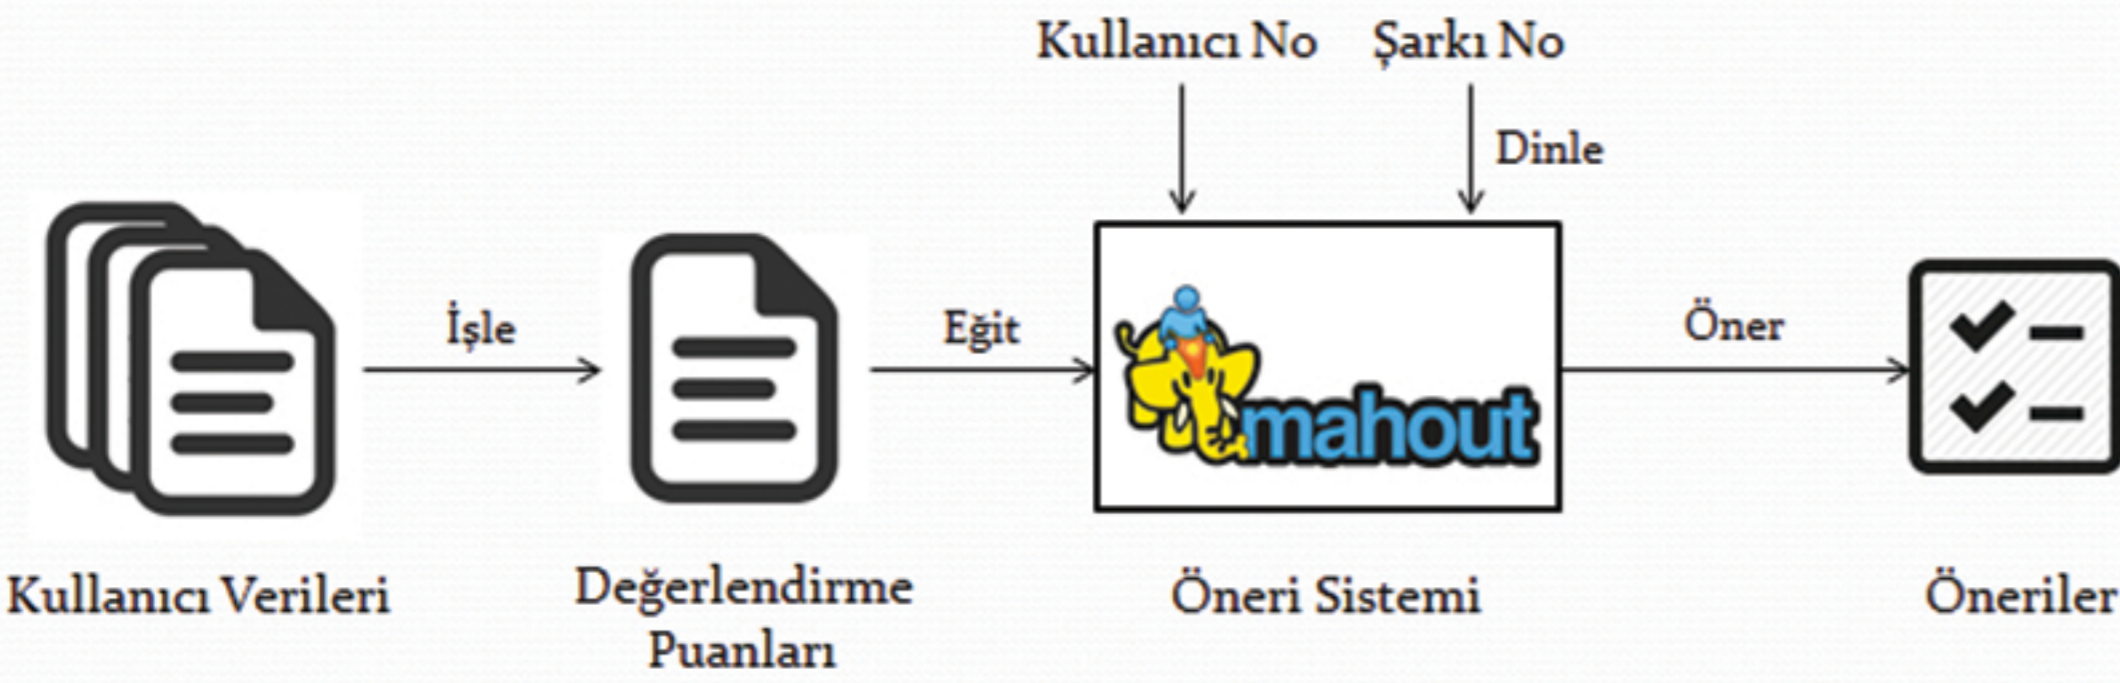 Kullanıcı No
Şarkı No
Dinle
İşle
Eğit
Öner
mahout
Kullanıcı Verileri
Değerlendirme
Puanları
Öneri Sistemi
Öneriler